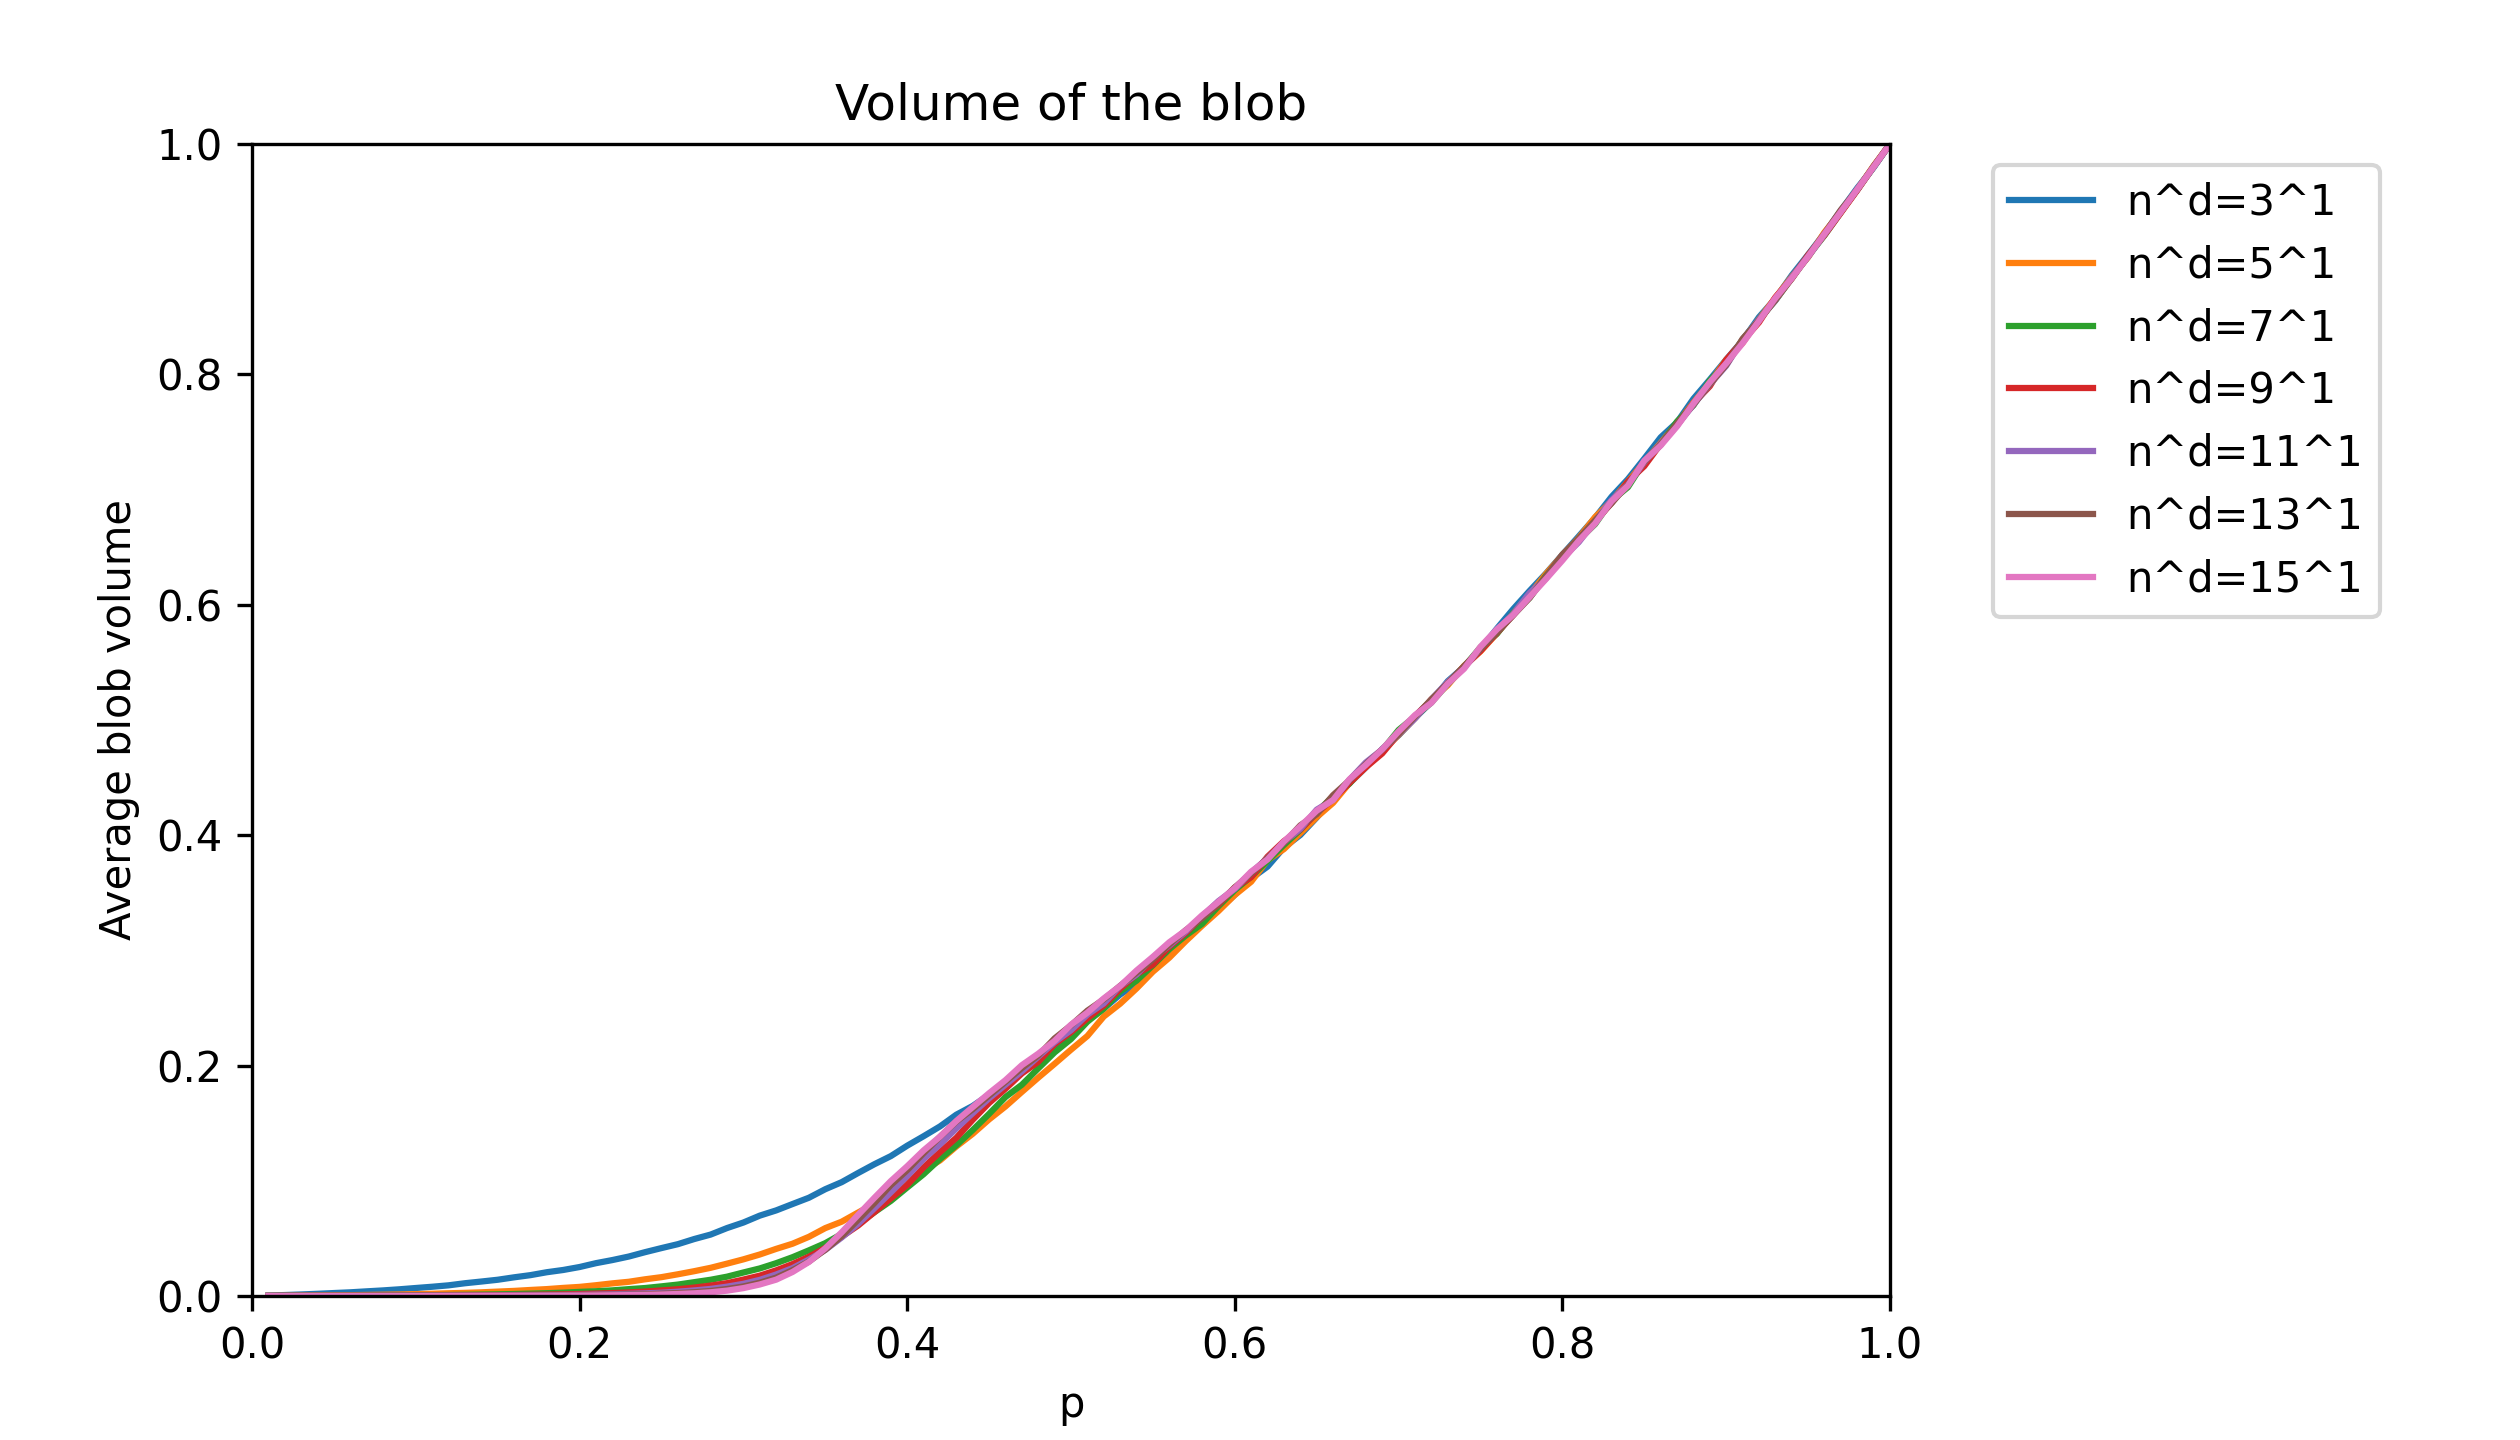 Volume of the blob
1.0
0.8
0.6
0.4
0.2
0.0
Average blob volume
0.0 0.2 0.4 0.6 0.8 1.0
p
n^d=3^1
n^d=5^1
n^d=7^1
n^d=9^1
n^d=11^1
n^d=13^1
n^d=15^1